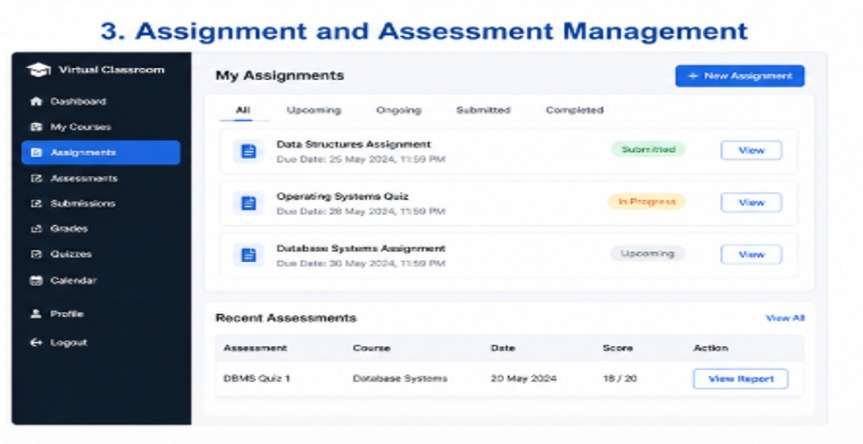 3. Assignment and Assessment Management
Virtual Classroom
Dashboard
My Courses
Assignments
Assessments
Submissions
Grades
Quizzes
Calendar
Profile
Logout
My Assignments
+ New Assignment
All Upcoming Ongoing Submitted Completed
Data Structures Assignment
Due Date: 25 May 2024, 11:59 PM
Submitted
View
Operating Systems Quiz
Due Date: 28 May 2024, 11:59 PM
In Progress
View
Database Systems Assignment
Due Date: 30 May 2024, 11:59 PM
Upcoming
View
Recent Assessments
View All
Assessment Course Date Score Action
DBMS Quiz 1 Database Systems 20 May 2024 18 / 20 View Report